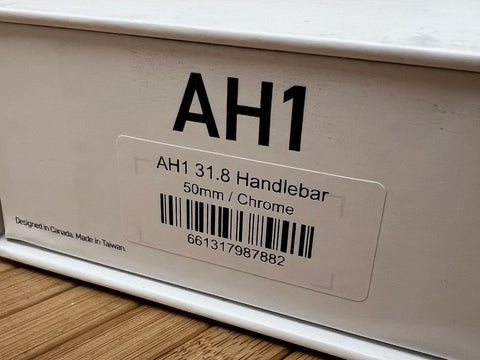 AH1
AH1 31.8 Handlebar
50mm / Chrome
661317987882
Designed in Canada. Made in Taiwan.